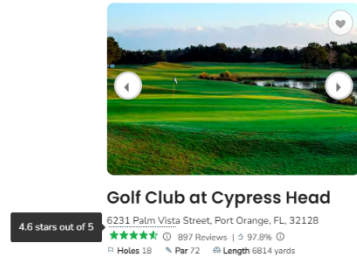 Golf Club at Cypress Head
6231 Palm Vista Street, Port Orange, FL, 32128
4.6 stars out of 5
897 Reviews | 97.8%
Holes 18 Par 72 Length 6814 yards